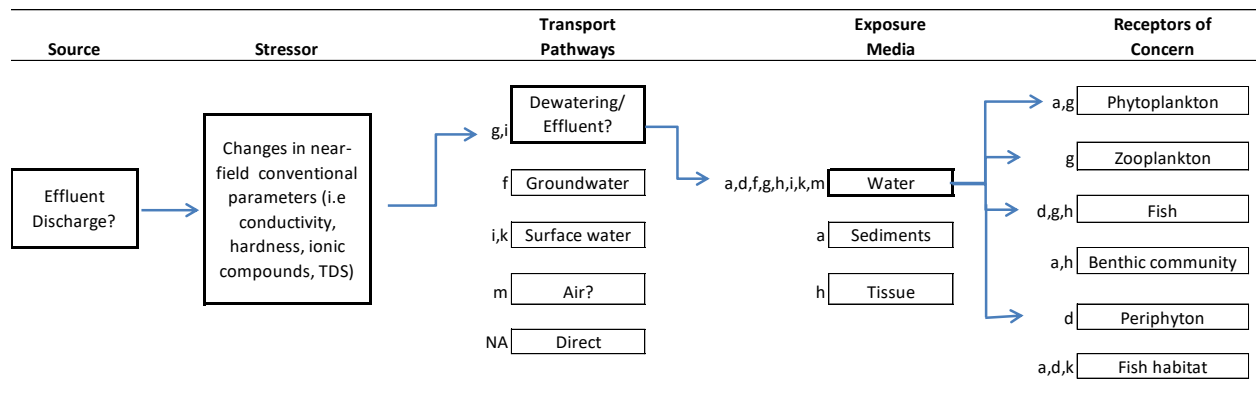 Source
Stressor
Transport
Pathways
Exposure
Media
Receptors of
Concern
Effluent
Discharge?
Changes in near-
field conventional
parameters (i.e
conductivity,
hardness, ionic
compounds, TDS)
g,i
Dewatering/
Effluent?
f Groundwater
i,k Surface water
m Air?
NA Direct
a,d,f,g,h,i,k,m Water
a Sediments
h Tissue
a,g Phytoplankton
g Zooplankton
d,g,h Fish
a,h Benthic community
d Periphyton
a,d,k Fish habitat